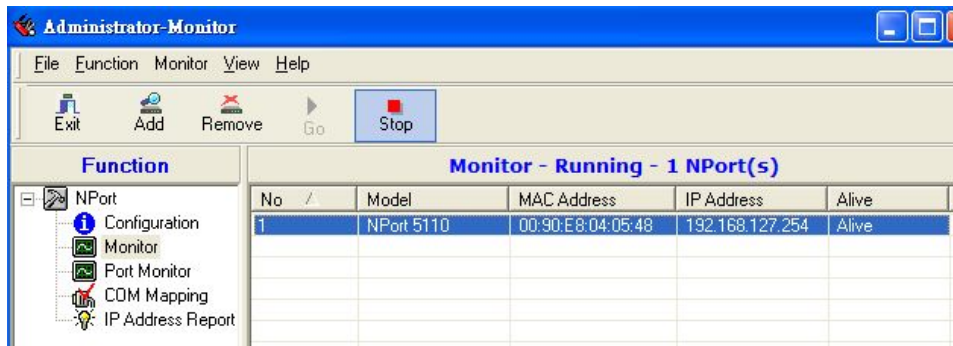 Administrator-Monitor
File Function Monitor View Help
Exit Add Remove Go Stop
Function
Monitor - Running - 1 NPort(s)
NPort
Configuration
Monitor
Port Monitor
COM Mapping
IP Address Report
No Model MAC Address IP Address Alive
1 NPort 5110 00:90:E8:04:05:48 192.168.127.254 Alive